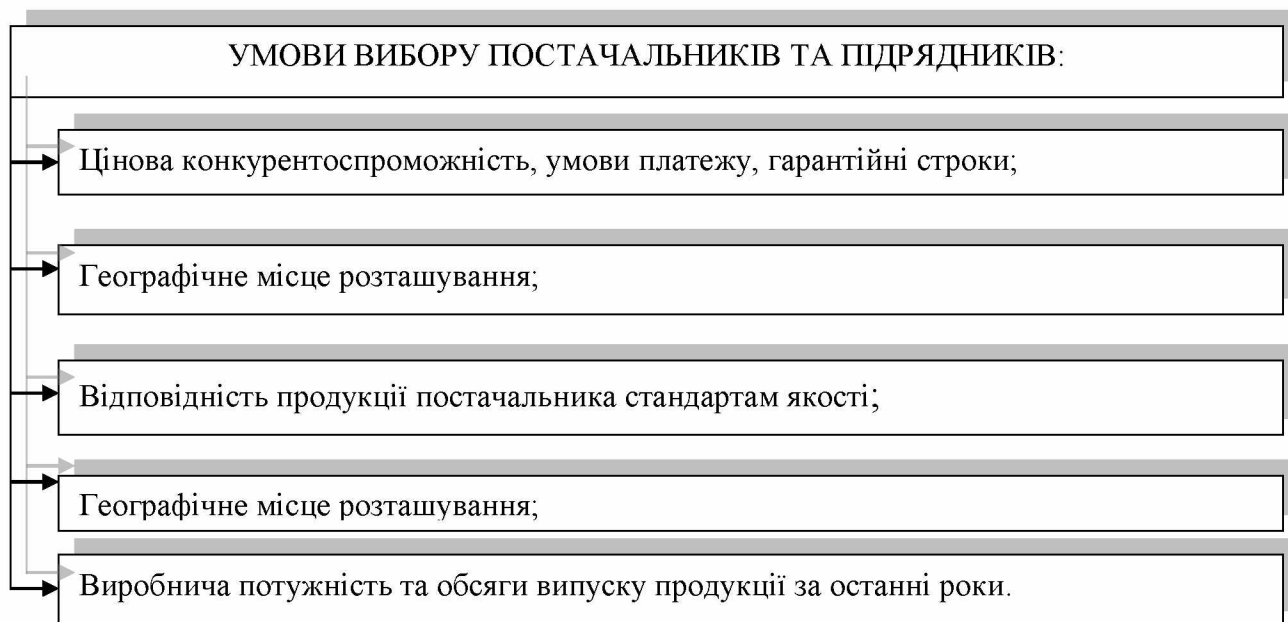 УМОВИ ВИБОРУ ПОСТАЧАЛЬНИКІВ ТА ПІДРЯДНИКІВ:
Цінова конкурентоспроможність, умови платежу, гарантійні строки;
Географічне місце розташування;
Відповідність продукції постачальника стандартам якості;
Географічне місце розташування;
Виробнича потужність та обсяги випуску продукції за останні роки.